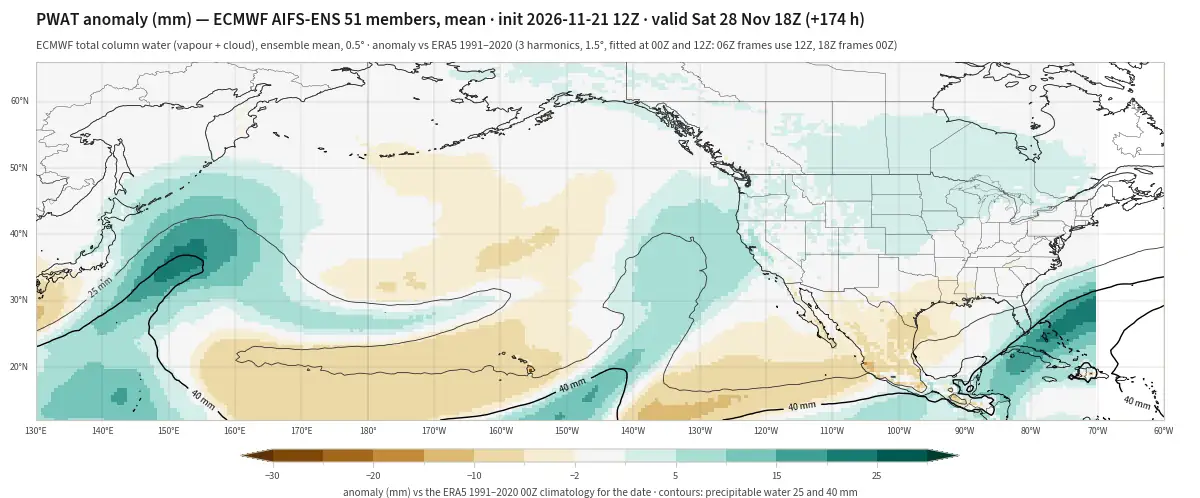 PWAT anomaly (mm) — ECMWF AIFS-ENS 51 members, mean · init 2026-11-21 12Z · valid Sat 28 Nov 18Z (+174 h)
ECMWF total column water (vapour + cloud), ensemble mean, 0.5° · anomaly vs ERA5 1991–2020 (3 harmonics, 1.5°, fitted at 00Z and 12Z: 06Z frames use 12Z, 18Z frames 00Z)
60°N
50°N
40°N
30°N
20°N
25 mm
40 mm
40 mm
40 mm
40 mm
130°E 140°E 150°E 160°E 170°E 180° 170°W 160°W 150°W 140°W 130°W 120°W 110°W 100°W 90°W 80°W 70°W 60°W
−30 −20 −10 −2 5 15 25
anomaly (mm) vs the ERA5 1991–2020 00Z climatology for the date · contours: precipitable water 25 and 40 mm